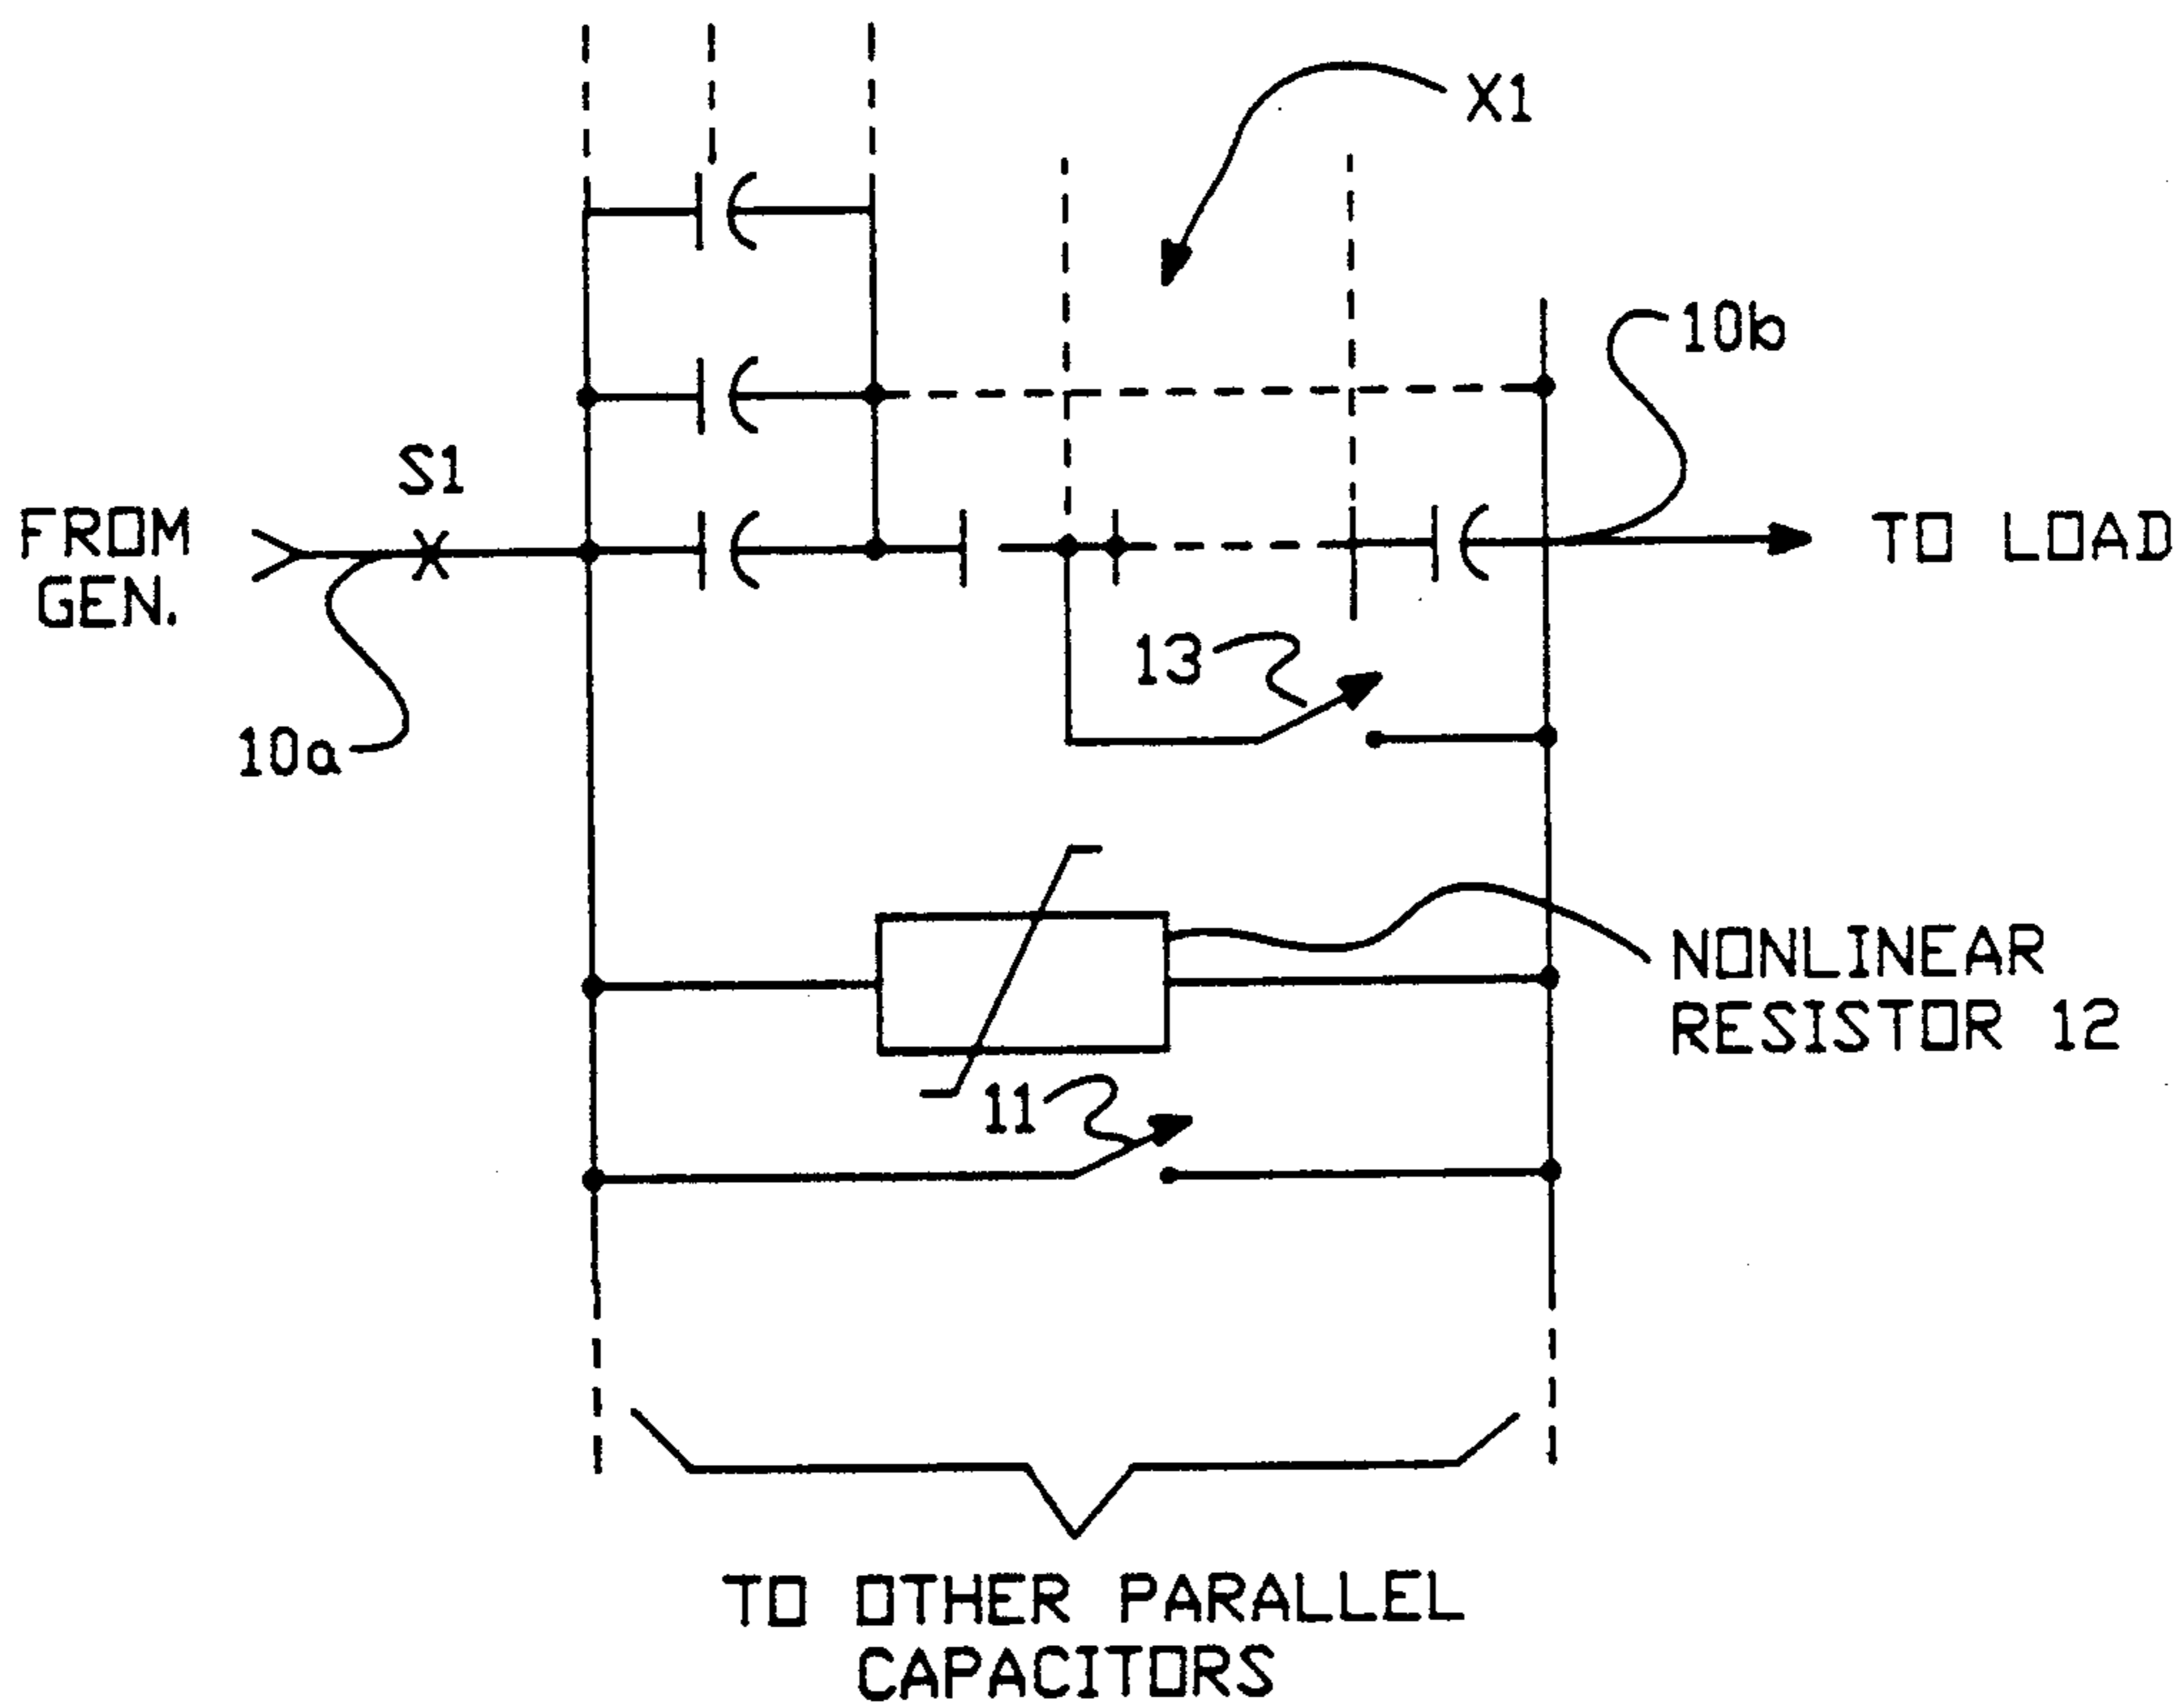 X1
10b
S1
FROM
GEN.
TO LOAD
13
10a
NONLINEAR
RESISTOR 12
11
TO OTHER PARALLEL
CAPACITORS